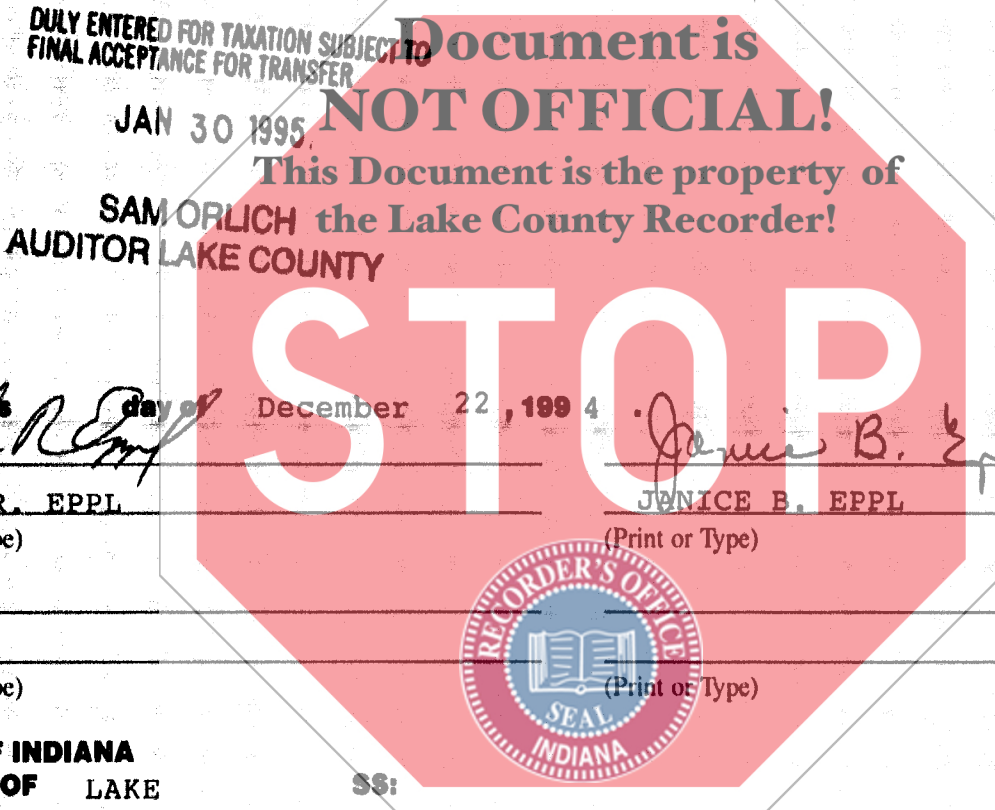 DULY ENTERED FOR TAXATION SUBJECT TO
FINAL ACCEPTANCE FOR TRANSFER
JAN 30 1995
SAM ORLICH
AUDITOR LAKE COUNTY
Document is
NOT OFFICIAL!
This Document is the property of
the Lake County Recorder!
STOP
day of December 22, 1994.
Janice B.
R. EPPL JANICE B. EPPL
(Print or Type)
RECORDER'S OFFICE
SEAL
INDIANA
(Print or Type)
INDIANA
OF LAKE SS: